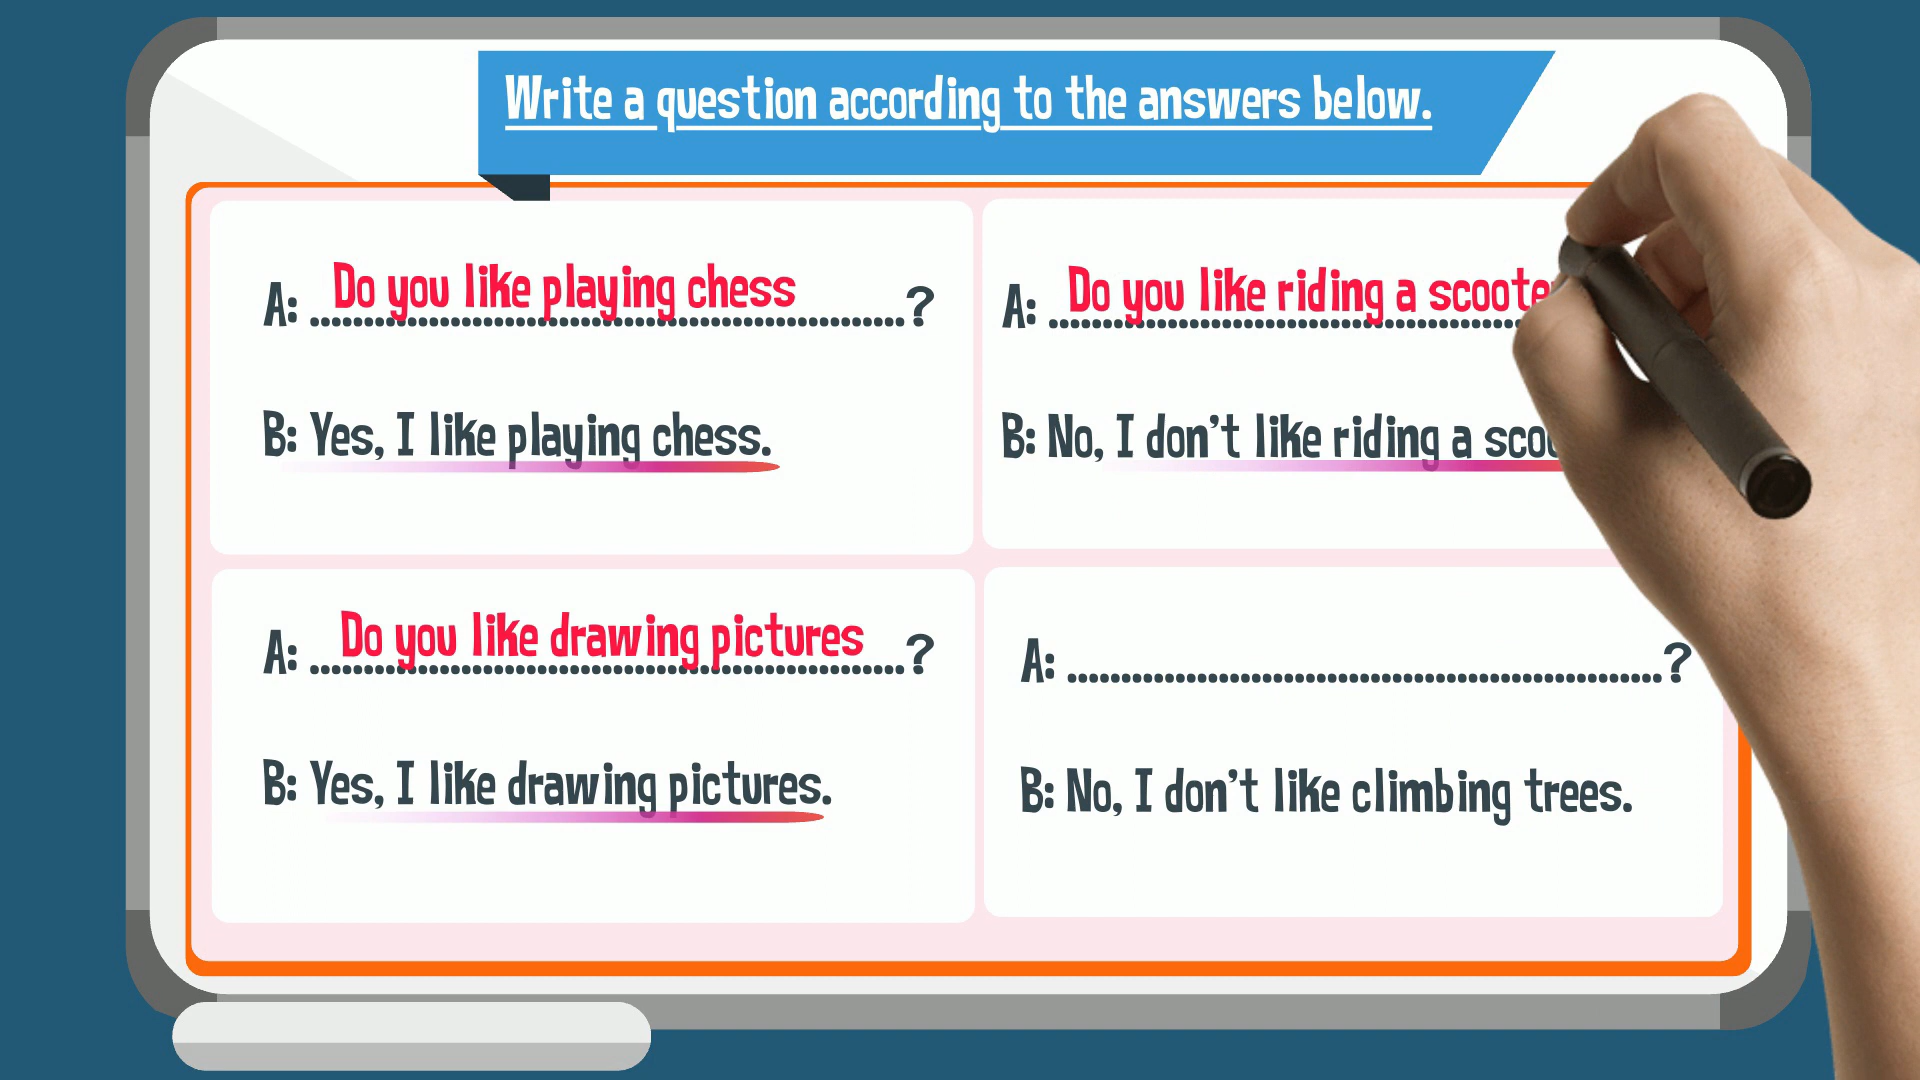 Write a question according to the answers below.
A: Do you like playing chess ?
B: Yes, I like playing chess.
A: Do you like riding a
B: No, I don't like riding a
A: Do you like drawing pictures ?
B: Yes, I like drawing pictures.
A: ?
B: No, I don't like climbing trees.